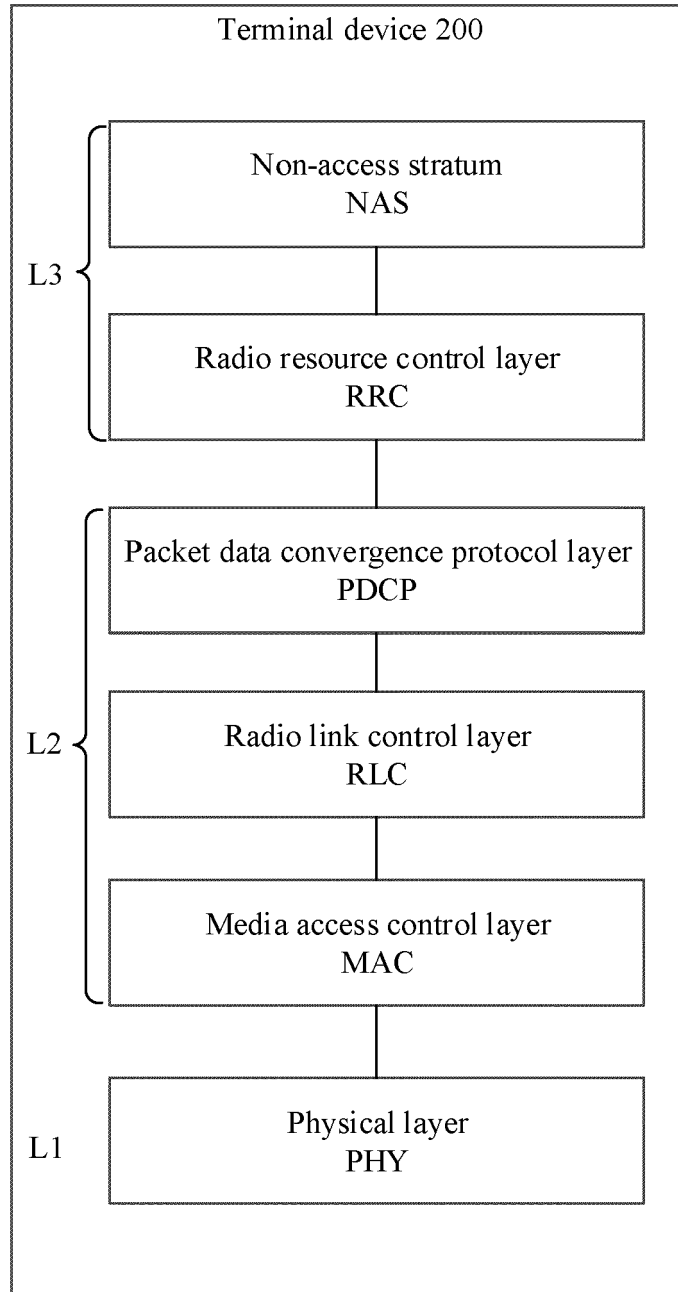 Terminal device 200
Non-access stratum
NAS
L3
Radio resource control layer
RRC
Packet data convergence protocol layer
PDCP
L2
Radio link control layer
RLC
Media access control layer
MAC
L1
Physical layer
PHY